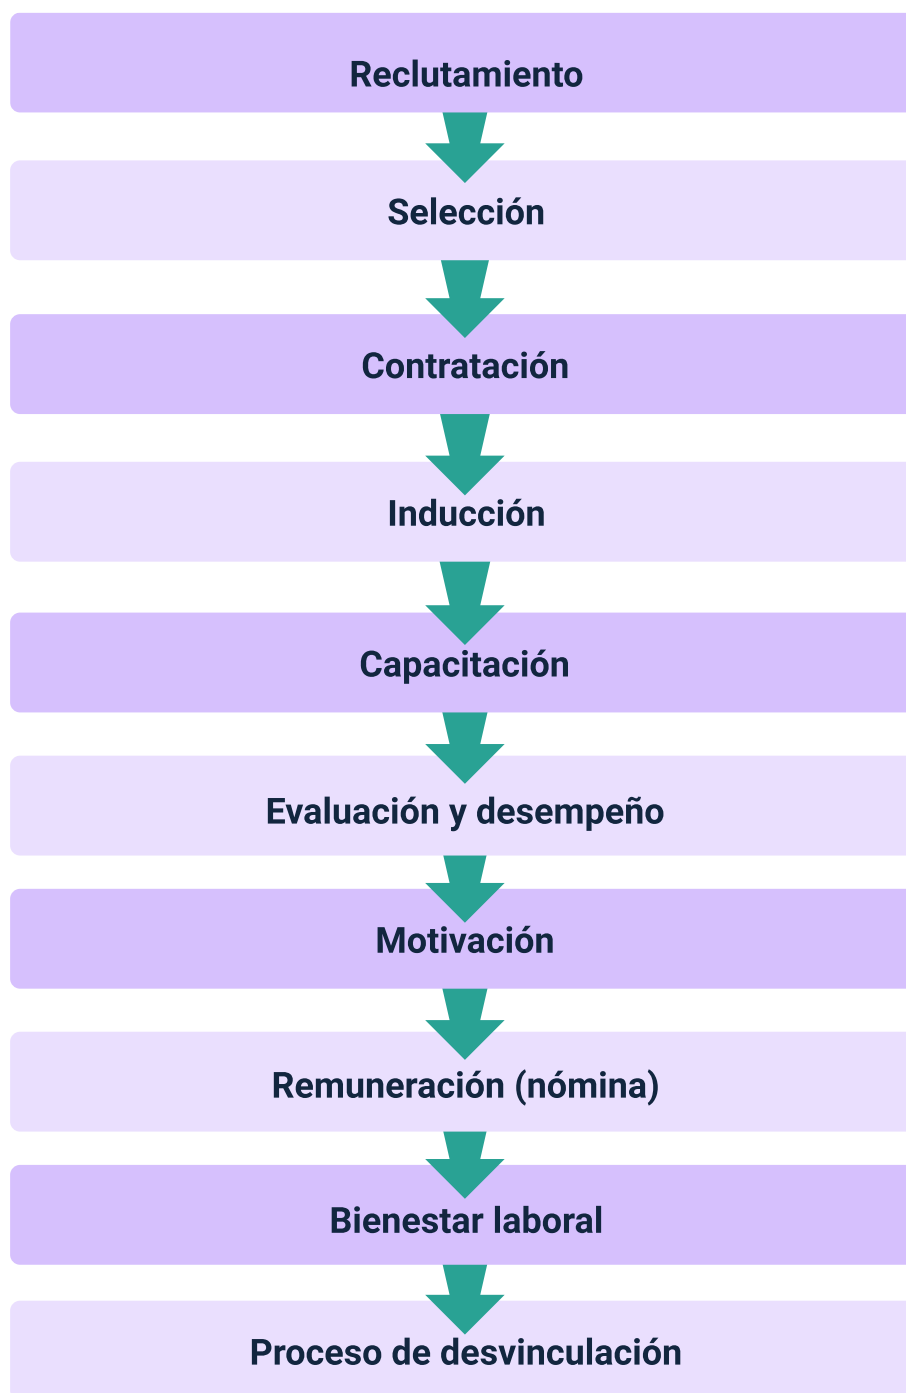 Reclutamiento
Selección
Contratación
Inducción
Capacitación
Evaluación y desempeño
Motivación
Remuneración (nómina)
Bienestar laboral
Proceso de desvinculación